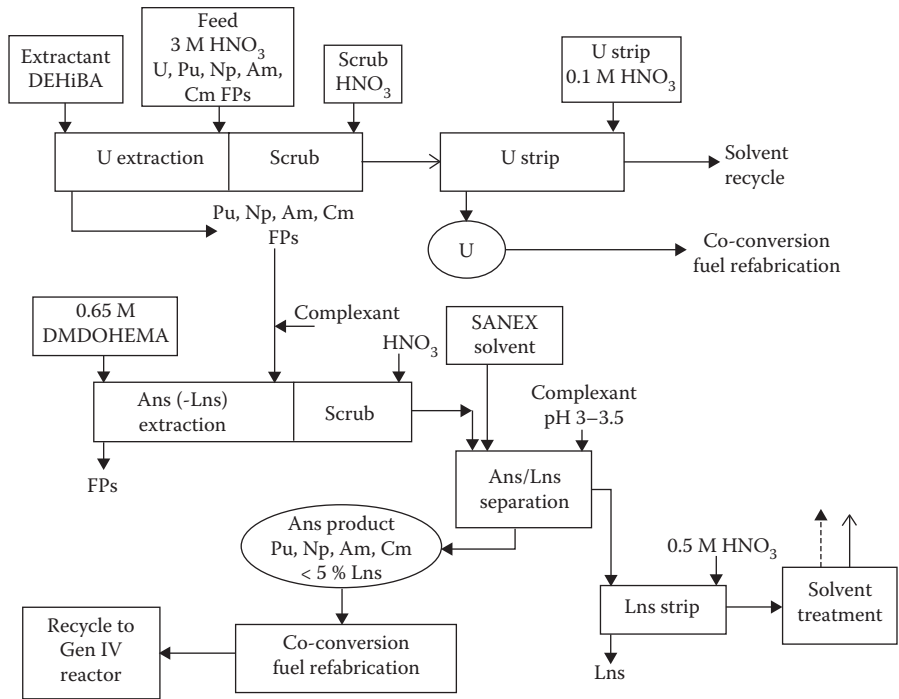 Extractant
DEHiBA
Feed
3 M HNO₃
U, Pu, Np, Am,
Cm FPs
Scrub
HNO₃
U strip
0.1 M HNO₃
U extraction
Scrub
U strip
Solvent
recycle
Pu, Np, Am, Cm
FPs
U
Co-conversion
fuel refabrication
0.65 M
DMDOHEMA
Complexant
HNO₃
SANEX
solvent
Ans (-Lns)
extraction
Scrub
Complexant
pH 3–3.5
FPs
Ans/Lns
separation
Ans product
Pu, Np, Am, Cm
< 5 % Lns
0.5 M HNO₃
Lns strip
Solvent
treatment
Recycle to
Gen IV
reactor
Co-conversion
fuel refabrication
Lns